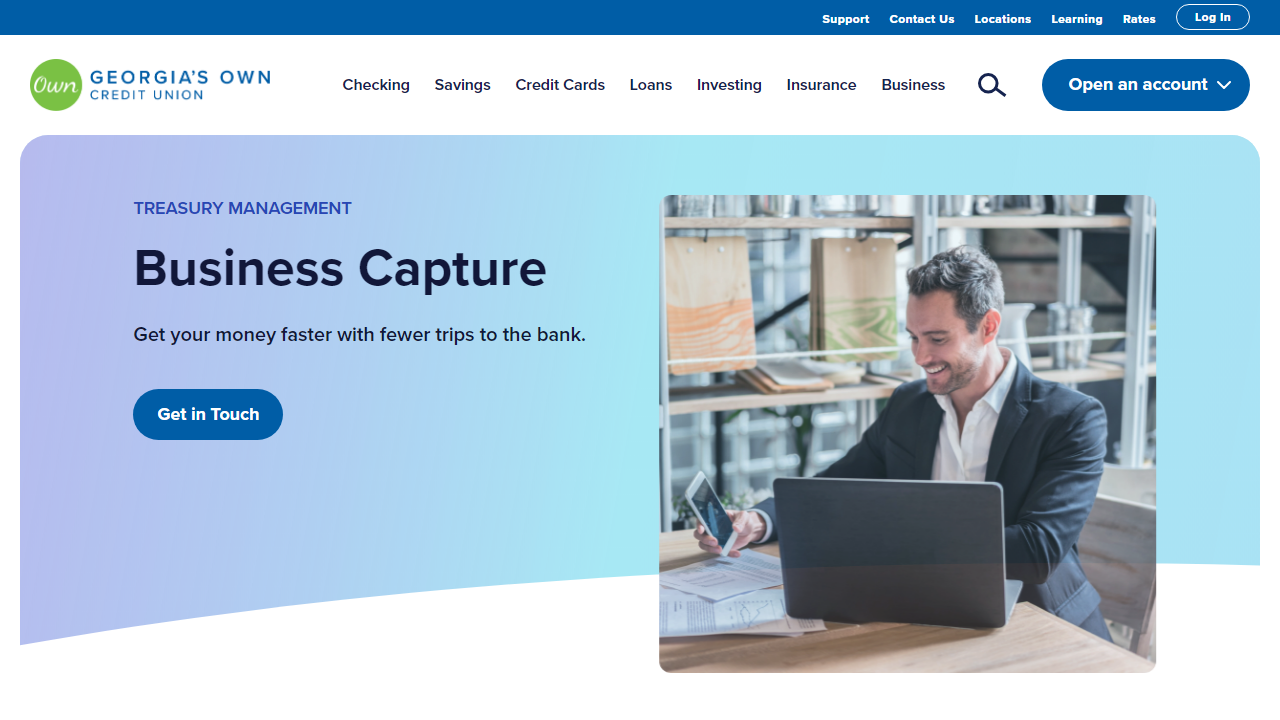 Support Contact Us Locations Learning Rates Log In
Own GEORGIA'S OWN
CREDIT UNION
Checking Savings Credit Cards Loans Investing Insurance Business Open an account
TREASURY MANAGEMENT
Business Capture
Get your money faster with fewer trips to the bank.
Get in Touch